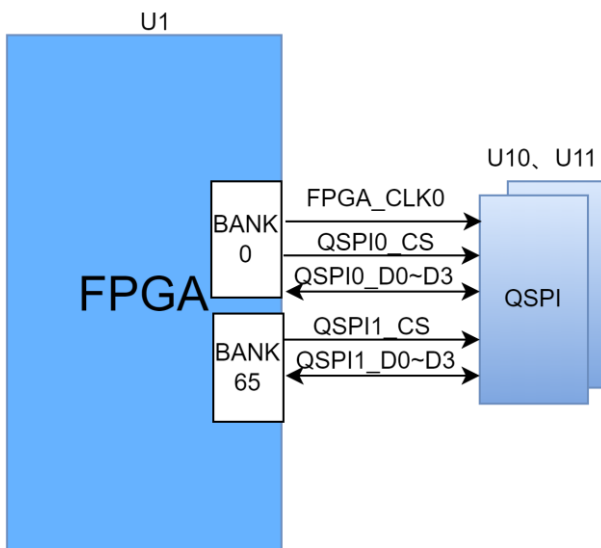 U1
U10、U11
BANK
0
FPGA_CLK0
QSPI0_CS
QSPI0_D0~D3
FPGA
QSPI
BANK
65
QSPI1_CS
QSPI1_D0~D3